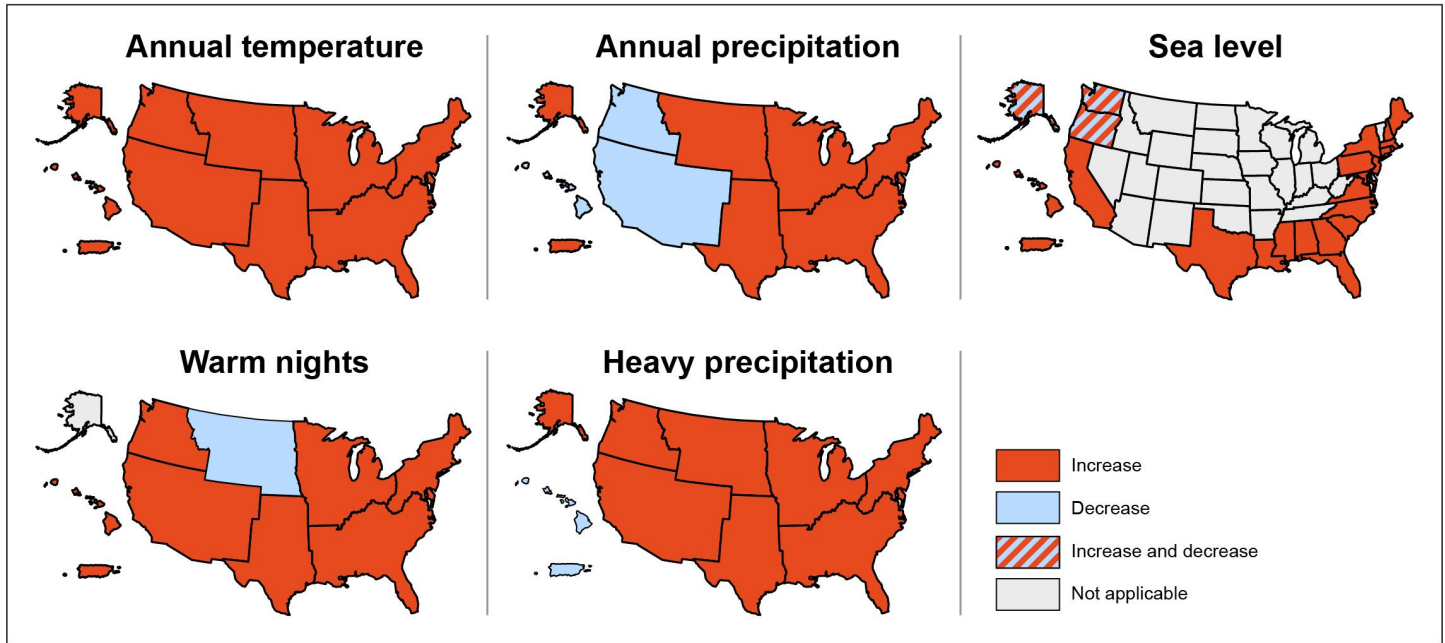 Annual temperature
Annual precipitation
Sea level
Warm nights
Heavy precipitation
Increase
Decrease
Increase and decrease
Not applicable